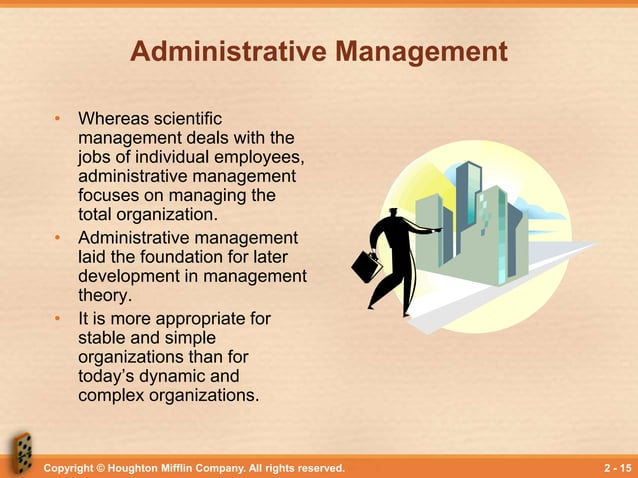 Administrative Management
• Whereas scientific
management deals with the
jobs of individual employees,
administrative management
focuses on managing the
total organization.
• Administrative management
laid the foundation for later
development in management
theory.
• It is more appropriate for
stable and simple
organizations than for
today’s dynamic and
complex organizations.
Copyright © Houghton Mifflin Company. All rights reserved.
2 - 15